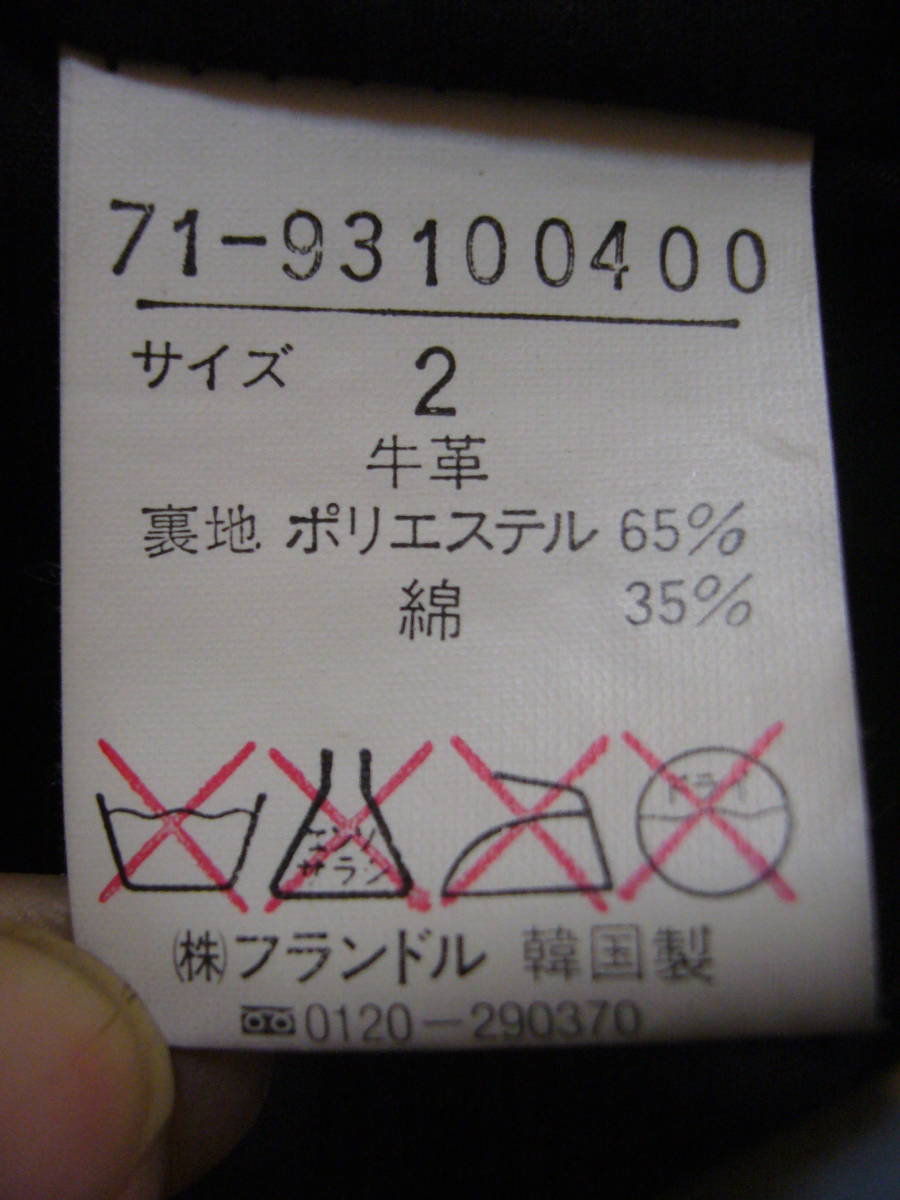 71-93100400
サイズ 2
牛革
裏地 ポリエステル 65%
綿 35%
エンソ
サラシ
ドライ
㈱フランドル 韓国製
0120-290370